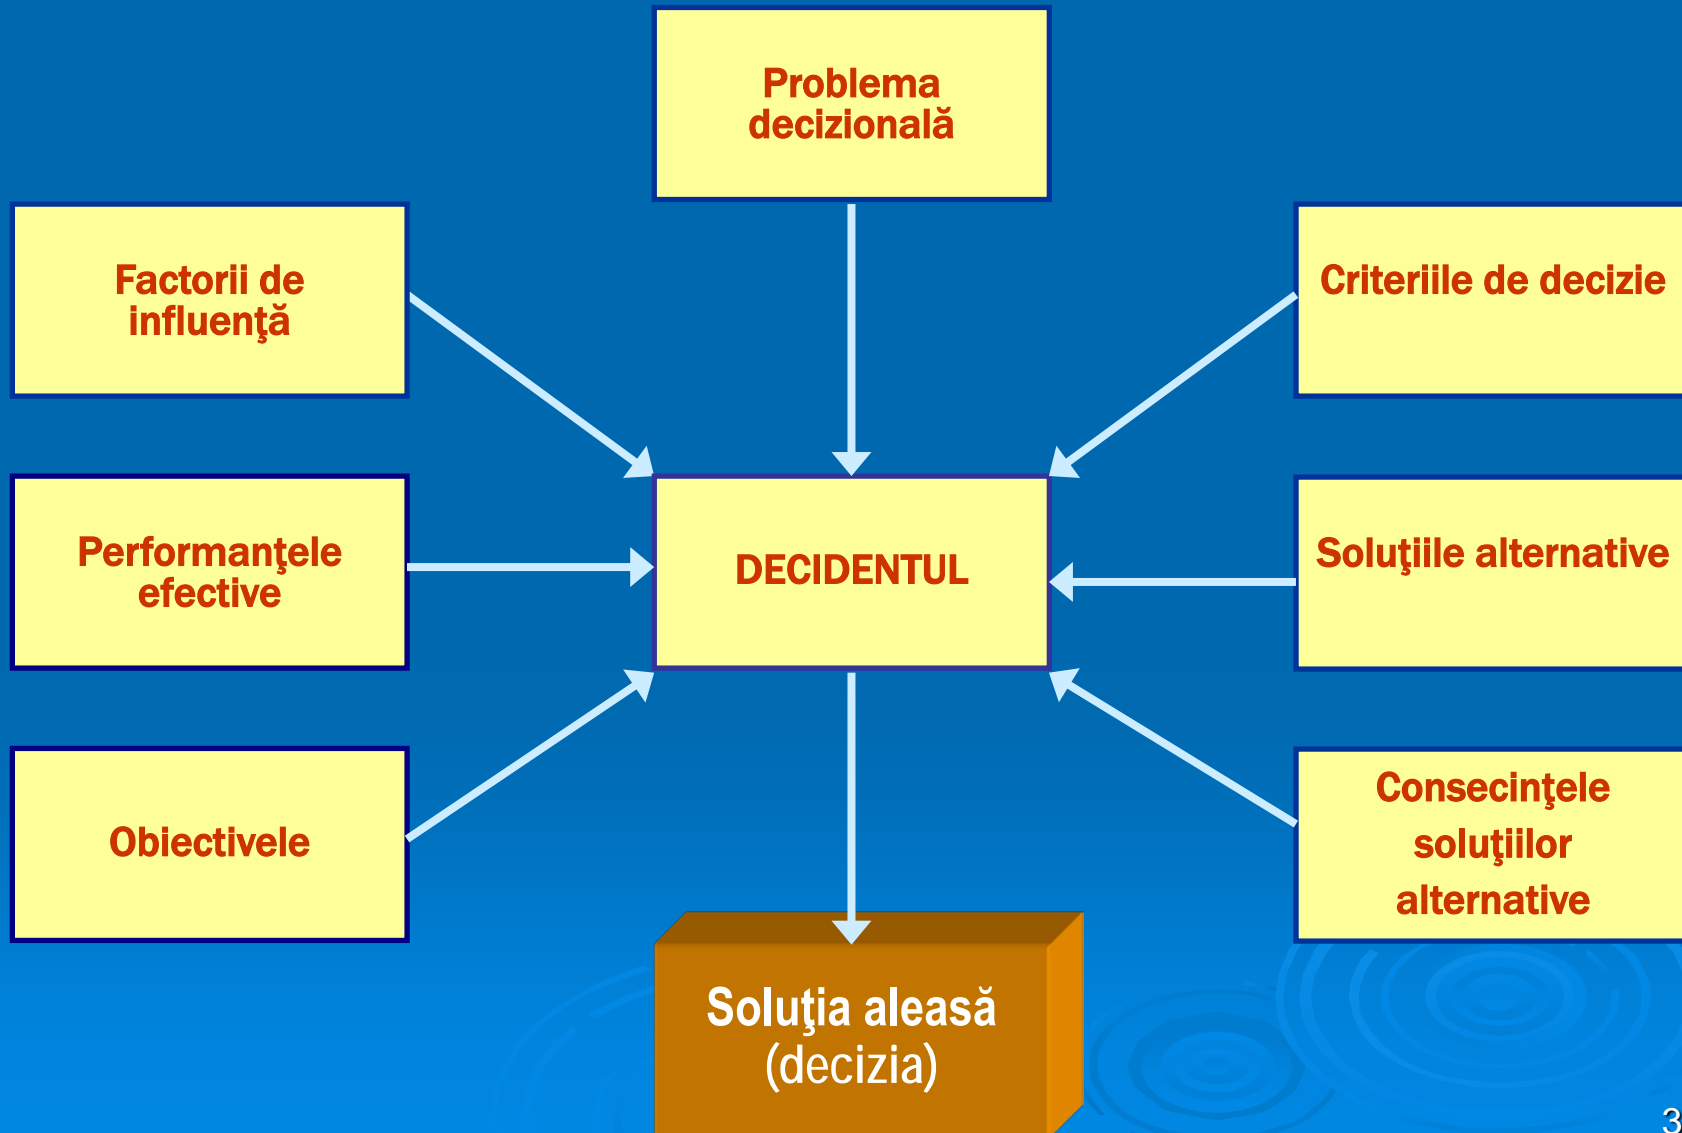 Problema
decizională
Factorii de
influenţă
Criteriile de decizie
Performanţele
efective
DECIDENTUL
Soluţiile alternative
Obiectivele
Consecinţele
soluţiilor
alternative
Soluţia aleasă
(decizia)
3